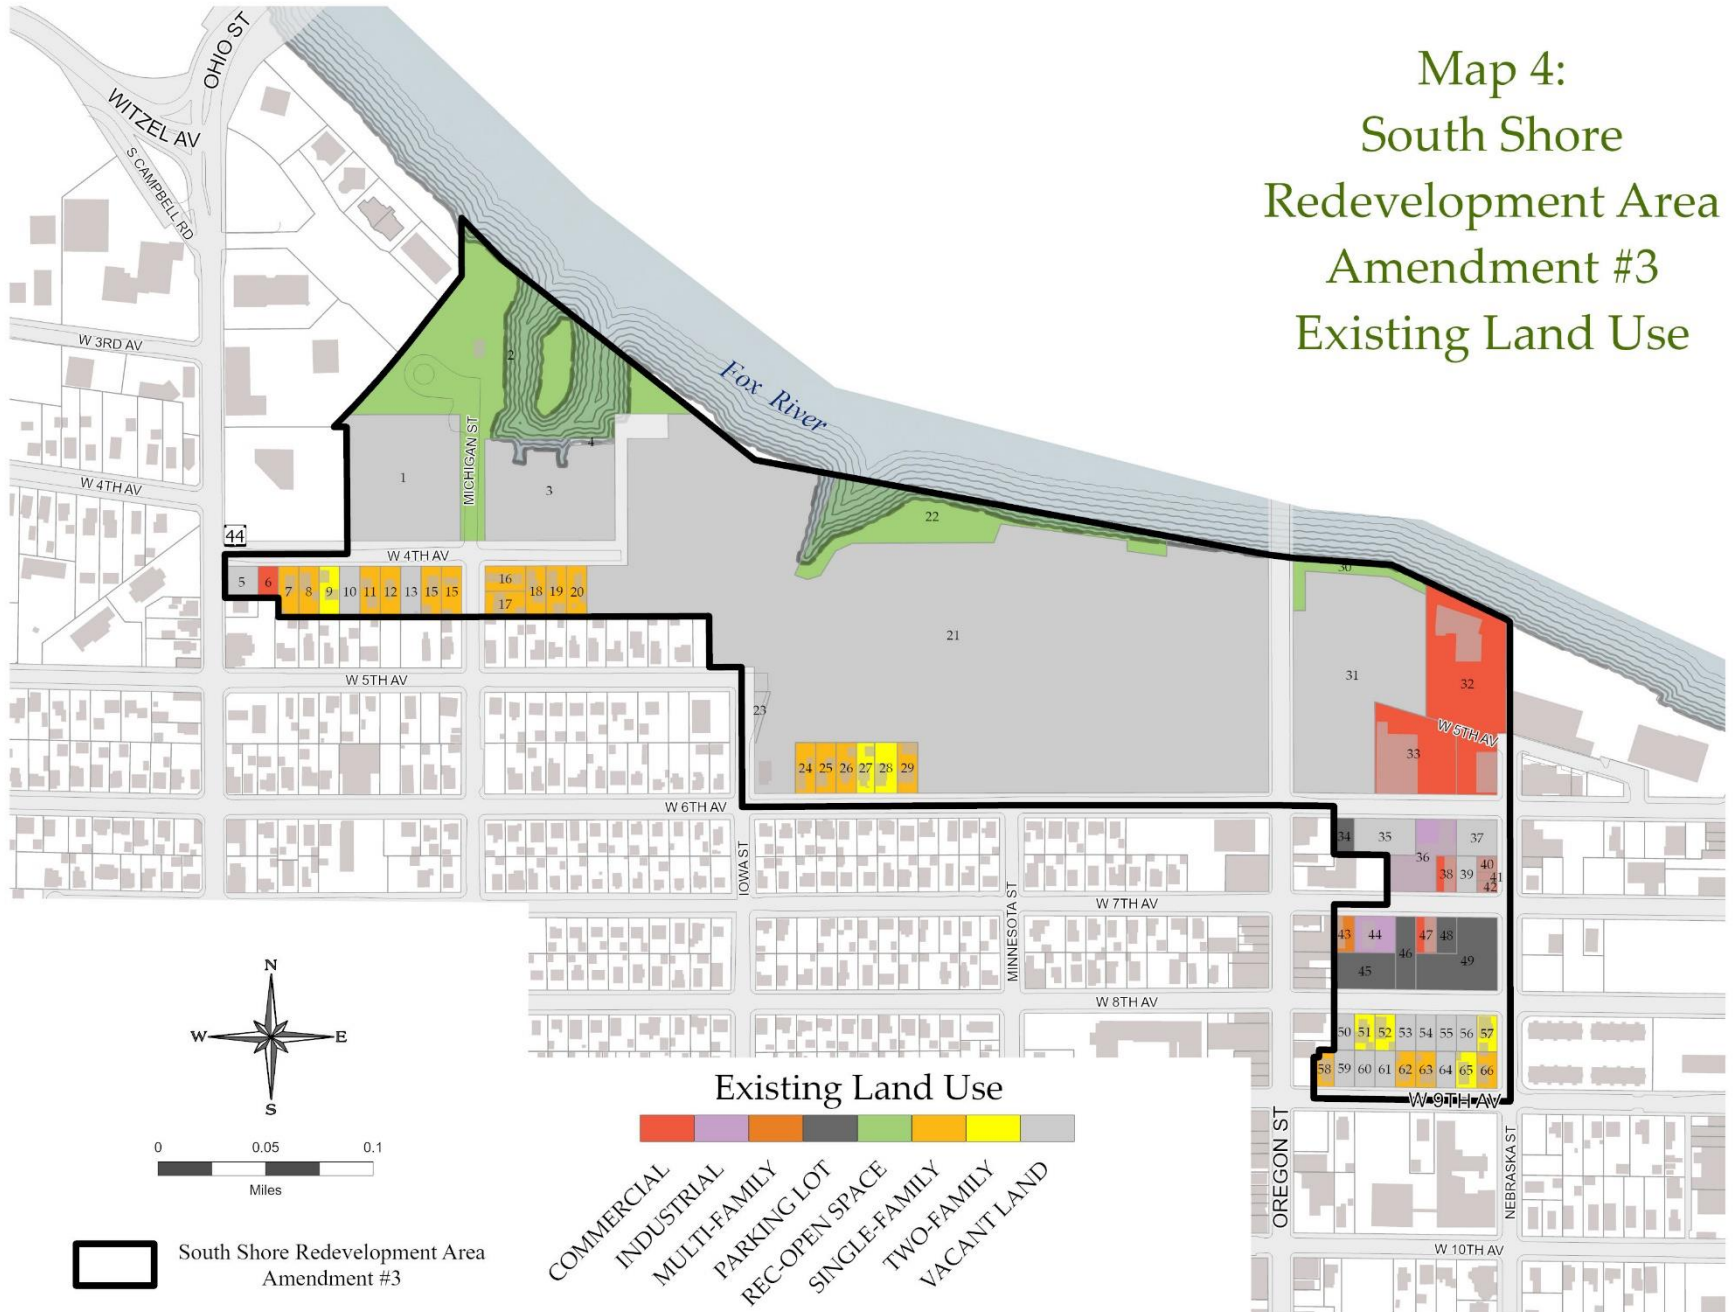 Map 4:
South Shore
Redevelopment Area
Amendment #3
Existing Land Use
OHIO ST
WITZEL AV
S CAMPBELL RD
W 3RD AV
W 4TH AV
44
Fox River
MICHIGAN ST
W 4TH AV
1
2
3
4
5
6
7
8
9
10
11
12
13
15
15
16
17
18
19
20
21
22
23
24
25
26
27
28
29
30
31
32
33
W 5TH AV
W 5TH AV
W 6TH AV
IOWA ST
MINNESOTA ST
34
35
36
37
38
39
40
41
42
W 7TH AV
43
44
45
46
47
48
49
W 8TH AV
50
51
52
53
54
55
56
57
58
59
60
61
62
63
64
65
66
W 9TH AV
OREGON ST
NEBRASKA ST
W 10TH AV
N
W
E
S
0
0.05
0.1
Miles
South Shore Redevelopment Area
Amendment #3
Existing Land Use
COMMERCIAL
INDUSTRIAL
MULTI-FAMILY
PARKING LOT
REC-OPEN SPACE
SINGLE-FAMILY
TWO-FAMILY
VACANT LAND